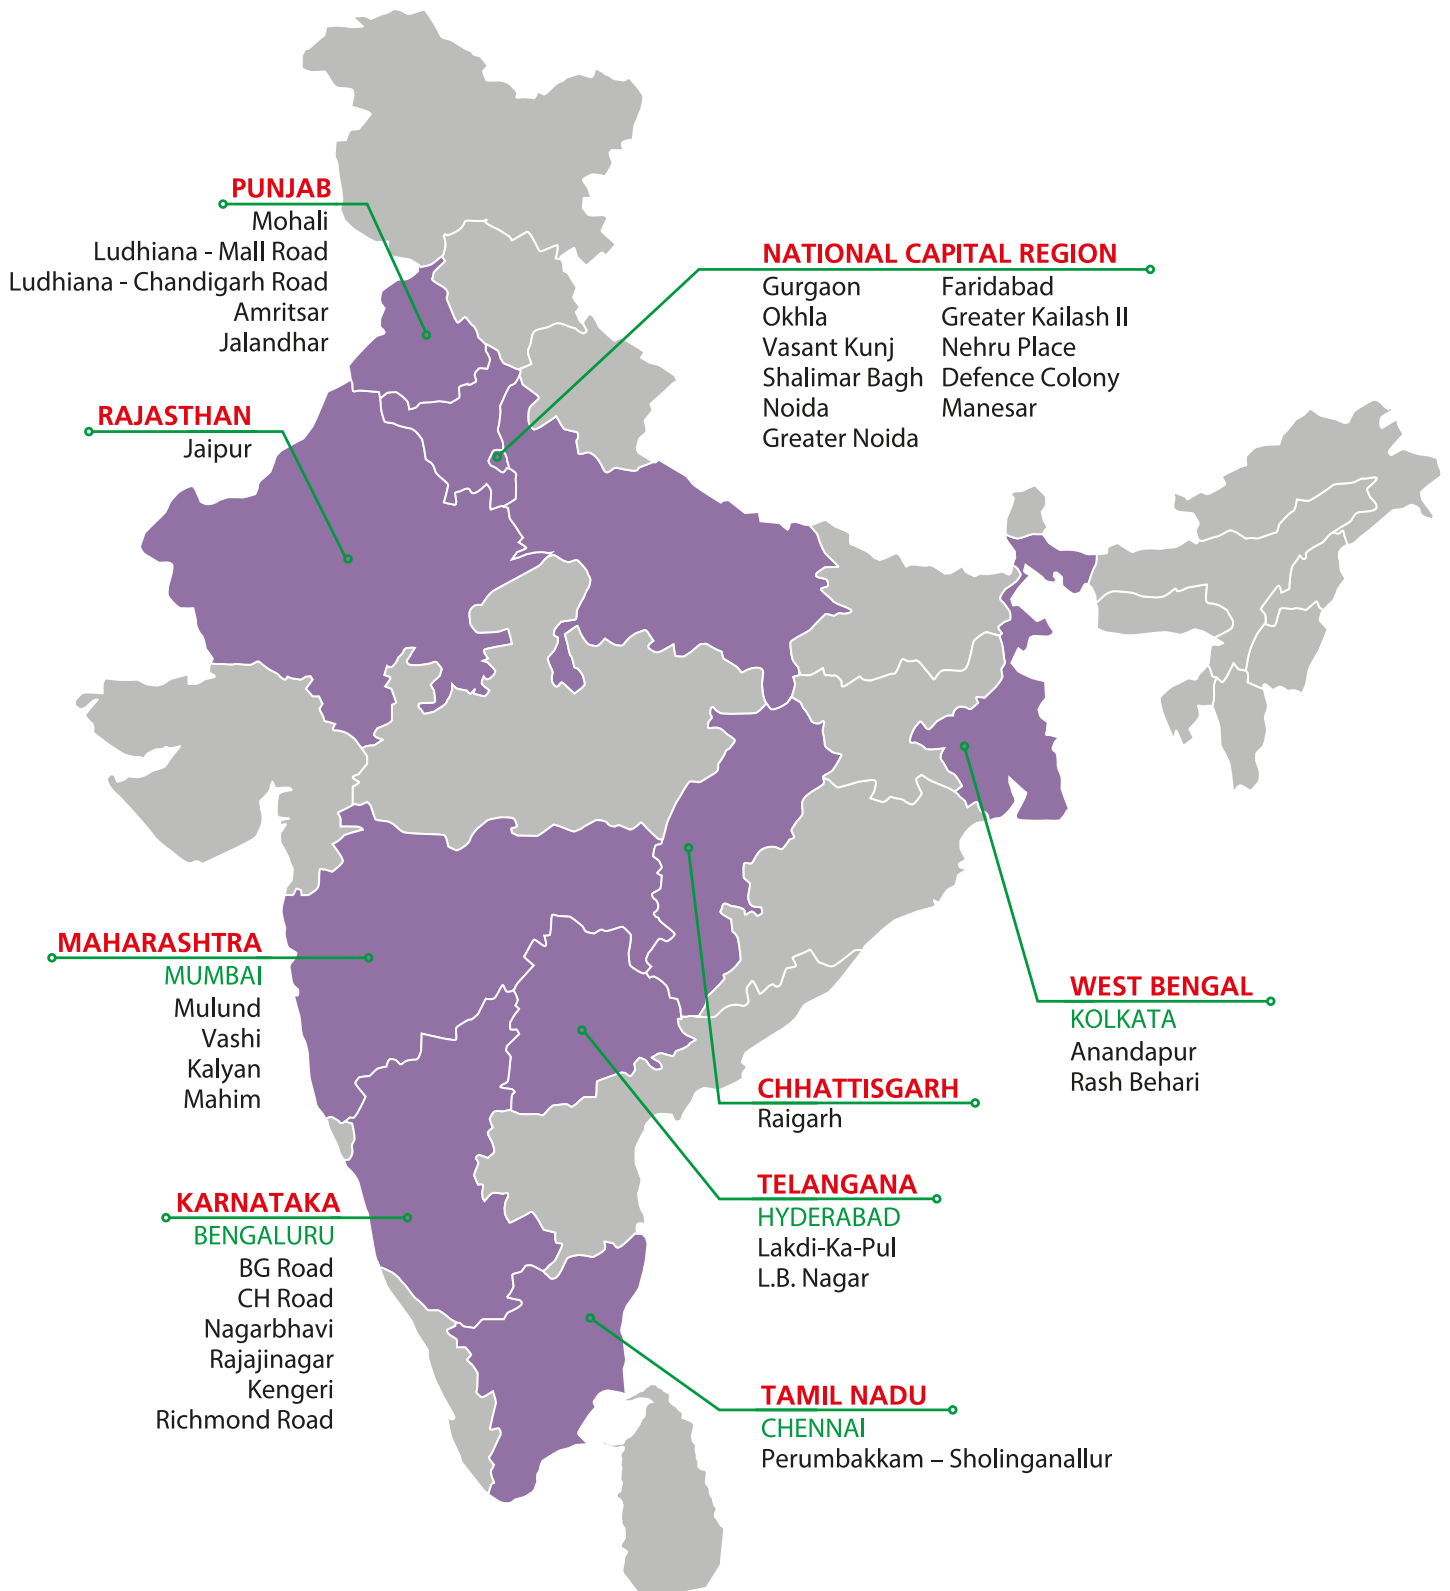 PUNJAB
Mohali
Ludhiana - Mall Road
Ludhiana - Chandigarh Road
Amritsar
Jalandhar
NATIONAL CAPITAL REGION
Gurgaon
Okhla
Vasant Kunj
Shalimar Bagh
Noida
Greater Noida
Faridabad
Greater Kailash II
Nehru Place
Defence Colony
Manesar
RAJASTHAN
Jaipur
MAHARASHTRA
MUMBAI
Mulund
Vashi
Kalyan
Mahim
WEST BENGAL
KOLKATA
Anandapur
Rash Behari
CHHATTISGARH
Raigarh
TELANGANA
HYDERABAD
Lakdi-Ka-Pul
L.B. Nagar
KARNATAKA
BENGALURU
BG Road
CH Road
Nagarbhavi
Rajajinagar
Kengeri
Richmond Road
TAMIL NADU
CHENNAI
Perumbakkam – Sholinganallur